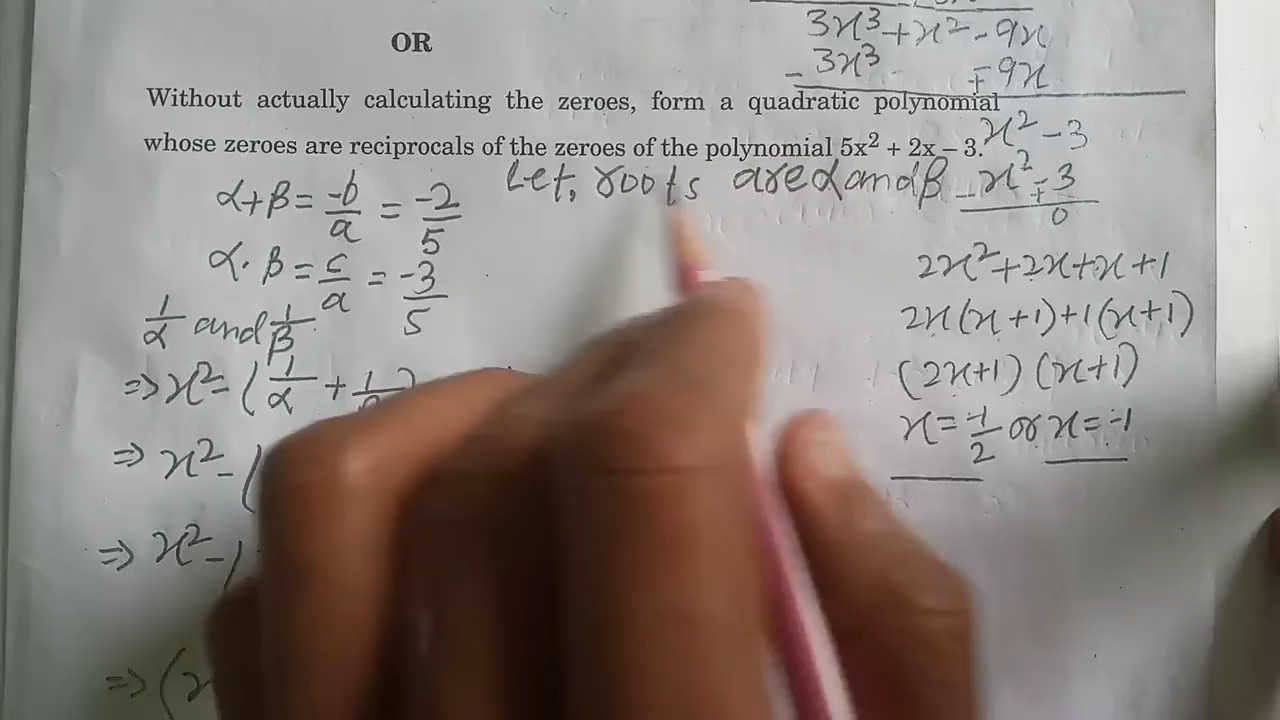 3x³+x²-9x
-3x³ ∓9x
OR
Without actually calculating the zeroes, form a quadratic polynomial
whose zeroes are reciprocals of the zeroes of the polynomial 5x² + 2x – 3.
x²-3
-x²-3
+
0
Let, roots are α and β
α+β = -b/a = -2/5
α·β = c/a = -3/5
1/α and 1/β
⇒ x²-(1/α + 1
⇒ x²-(
⇒ x²-
⇒ (
2x²+2x+x+1
2x(x+1)+1(x+1)
(2x+1)(x+1)
x = -1/2 or x = -1